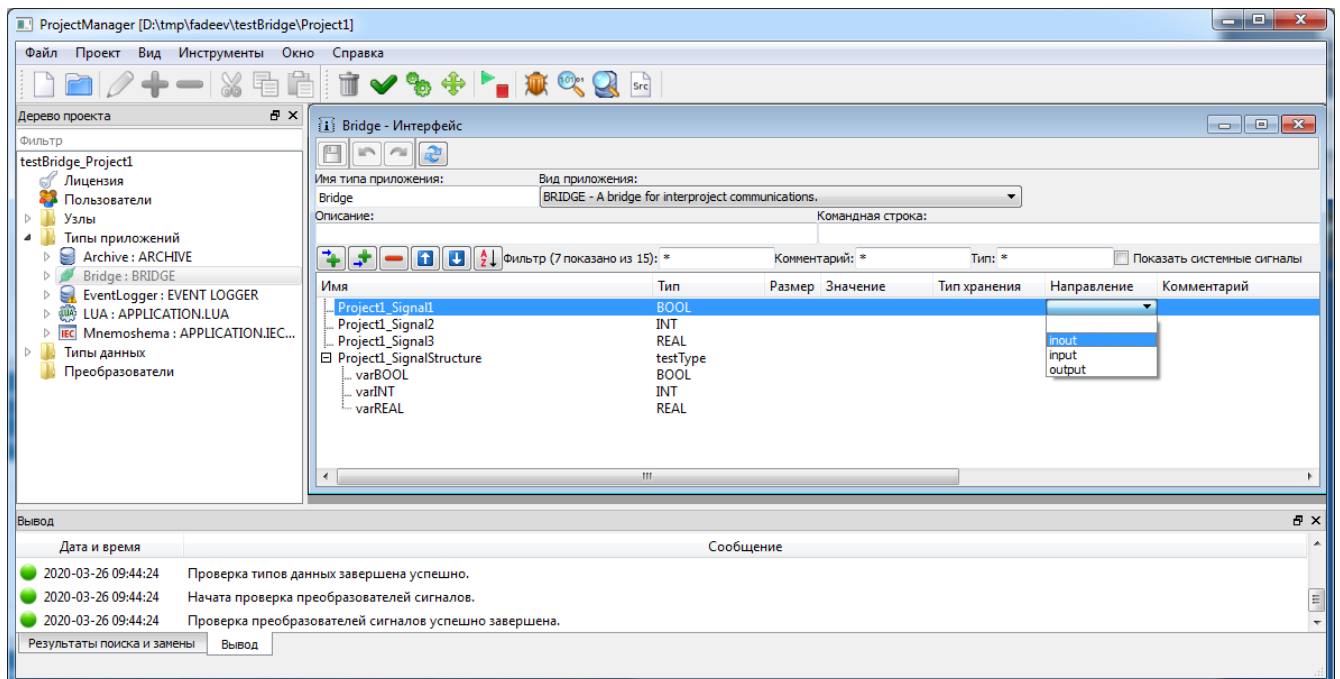 ProjectManager [D:\tmp\fadeev\testBridge\Project1]
Файл Проект Вид Инструменты Окно Справка
Src
Дерево проекта
Фильтр
testBridge_Project1
Лицензия
Пользователи
Узлы
Типы приложений
Archive : ARCHIVE
Bridge : BRIDGE
EventLogger : EVENT LOGGER
LUA : APPLICATION.LUA
IEC Mnemoshema : APPLICATION.IEC...
Типы данных
Преобразователи
Bridge - Интерфейс
Имя типа приложения: Вид приложения:
Bridge BRIDGE - A bridge for interproject communications.
Описание: Командная строка:
Фильтр (7 показано из 15): * Комментарий: * Тип: * Показать системные сигналы
Имя Тип Размер Значение Тип хранения Направление Комментарий
Project1_Signal1 BOOL
Project1_Signal2 INT
Project1_Signal3 REAL
Project1_SignalStructure testType
varBOOL BOOL
varINT INT
varREAL REAL
inout
input
output
Вывод
Дата и время Сообщение
2020-03-26 09:44:24 Проверка типов данных завершена успешно.
2020-03-26 09:44:24 Начата проверка преобразователей сигналов.
2020-03-26 09:44:24 Проверка преобразователей сигналов успешно завершена.
Результаты поиска и замены Вывод